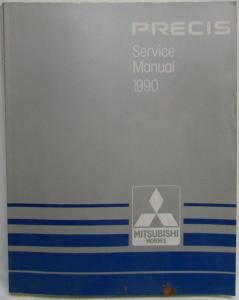 PRECIS
Service
Manual
1990
MITSUBISHI
MOTORS